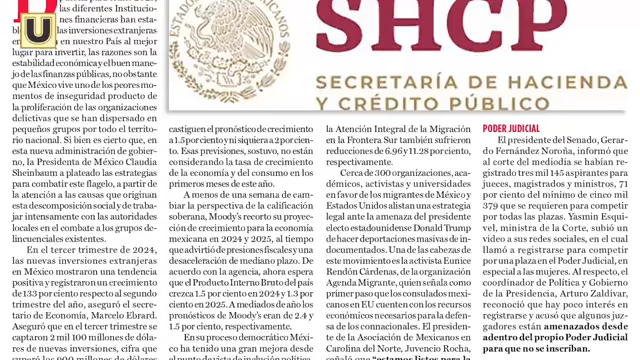 las diferentes Institucio-
nes financieras han esta-
las inversiones extranjeras
en nuestro País al mejor
lugar para invertir, las razones son la
estabilidad económica y el buen mane-
jo de las finanzas públicas, no obstante
que México vive uno de los peores mo-
mentos de inseguridad producto de
la proliferación de las organizaciones
delictivas que se han dispersado en
pequeños grupos por todo el territo-
rio nacional. Si bien es cierto que, en
esta nueva administración de gobier-
no, la Presidenta de México Claudia
Sheinbaum a plateado las estrategias
para combatir este flagelo, a partir de
la atención a las causas que originan
esta descomposición social y de traba-
jar intensamente con las autoridades
locales en el combate a los grupos de-
lincuenciales existentes.
En el tercer trimestre de 2024,
las nuevas inversiones extranjeras
en México mostraron una tendencia
positiva y registraron un crecimiento
de 133 por ciento respecto al segundo
trimestre del año, aseguró el secre-
tario de Economía, Marcelo Ebrard.
Aseguró que en el tercer trimestre se
captaron 2 mil 100 millones de dóla-
res de nuevas inversiones, cifra que
U
ESTADOS
MEXICANOS
SHCP
SECRETARÍA DE HACIENDA
Y CRÉDITO PÚBLICO
castiguen el pronóstico de crecimiento
a 1.5 por ciento y ni siquiera 2 por cien-
to. Esas previsiones, sostuvo, no están
considerando la tasa de crecimiento
de la economía y del consumo en los
primeros meses de este año.
A menos de una semana de cam-
biar la perspectiva de la calificación
soberana, Moody's recorto su proyec-
ción de crecimiento para la economía
mexicana en 2024 y 2025, al tiempo
que advirtió de presiones fiscales y una
desaceleración de mediano plazo. De
acuerdo con la agencia, ahora espera
que el Producto Interno Bruto del país
crezca 1.5 por ciento en 2024 y 1.3 por
ciento en 2025. A mediados de año los
pronósticos de Moody's eran de 2.4 y
1.5 por ciento, respectivamente.
En su proceso democrático México
ha tenido una gran mejora desde
la Atención Integral de la Migración
en la Frontera Sur también sufrieron
reducciones de 6.96 y 11.28 por ciento,
respectivamente.
Cerca de 300 organizaciones, aca-
démicos, activistas y universidades
en favor de los migrantes de México y
Estados Unidos alistan una estrategia
legal ante la amenaza del presidente
electo estadounidense Donald Trump
de hacer deportaciones masivas de in-
documentados. Una de las cabezas de
este movimiento es la activista Eunice
Rendón Cárdenas, de la organización
Agenda Migrante, quien señala como
primer paso que los consulados mexi-
canos en EU cuenten con los recursos
económicos necesarios para la defen-
sa de los connacionales. El presidente
de la Asociación de Mexicanos en
Carolina del Norte, Juvencio Rocha,
señaló que "estamos listos para la
PODER JUDICIAL
El presidente del Senado, Gerar-
do Fernández Noroña, informó que
al corte del mediodía se habían re-
gistrado tres mil 145 aspirantes para
jueces, magistrados y ministros, 71
por ciento del mínimo de cinco mil
379 que se requieren para competir
por todas las plazas. Yasmin Esqui-
vel, ministra de la Corte, subió un
video a sus redes sociales, en el cual
llamó a registrarse para competir
por una plaza en el Poder Judicial, en
especial a las mujeres. Al respecto, el
coordinador de Política y Gobierno
de la Presidencia, Arturo Zaldívar,
reconoció que hay poco interés en
registrarse y acusó que algunos juz-
gadores están amenazados desde
adentro del propio Poder Judicial
para que no se inscriban.